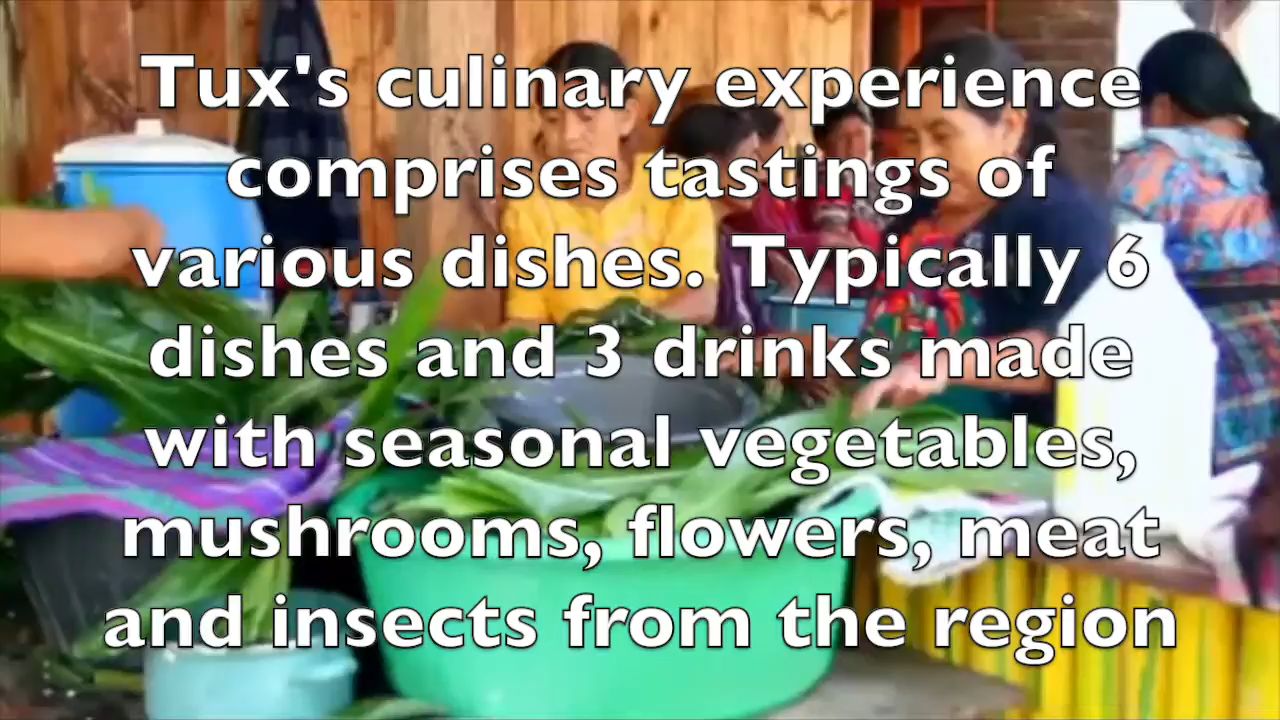 Tux's culinary experience
comprises tastings of
various dishes. Typically 6
dishes and 3 drinks made
with seasonal vegetables,
mushrooms, flowers, meat
and insects from the region